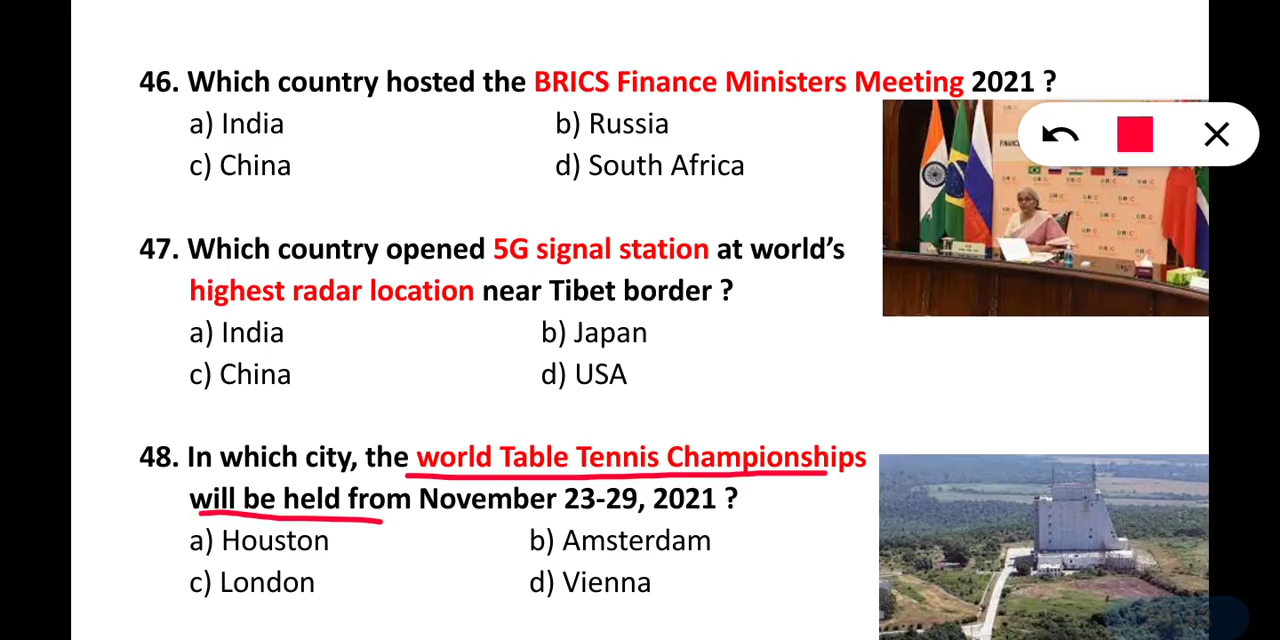 46. Which country hosted the BRICS Finance Ministers Meeting 2021 ?
a) India b) Russia
c) China d) South Africa
47. Which country opened 5G signal station at world’s
highest radar location near Tibet border ?
a) India b) Japan
c) China d) USA
48. In which city, the world Table Tennis Championships
will be held from November 23-29, 2021 ?
a) Houston b) Amsterdam
c) London d) Vienna